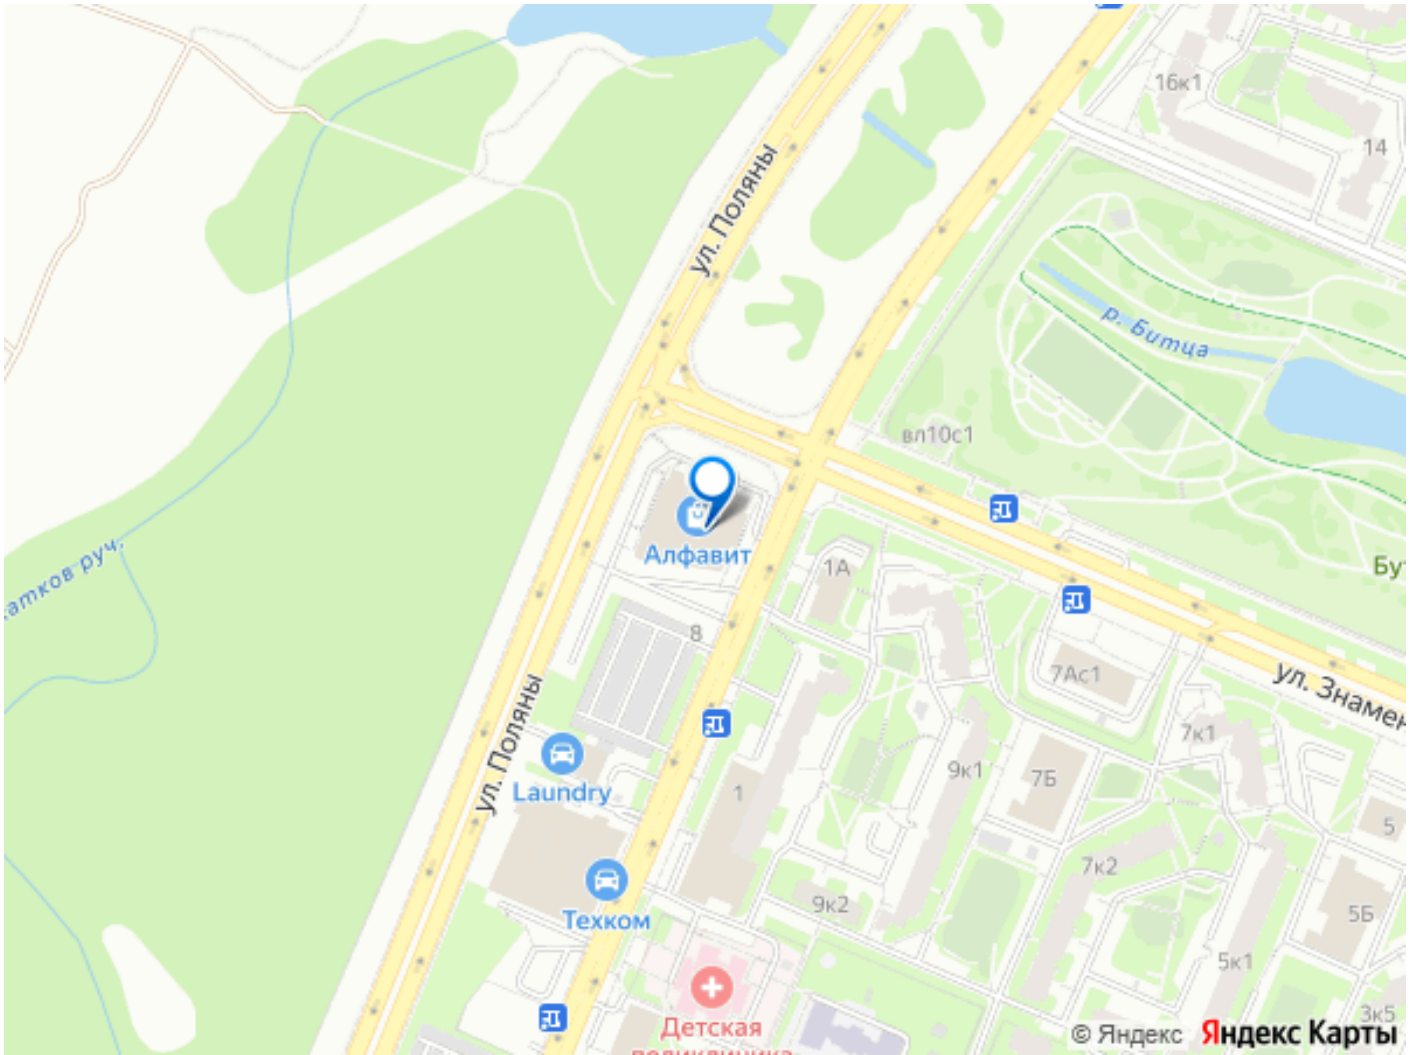 16к1
14
ул. Поляны
р. Битца
вл10с1
Алфавит
1А
Бу
атков руч.
8
7Ас1
ул. Знамен
ул. Поляны
7к1
9к1
7Б
Laundry
1
5
7к2
9к2
Техком
5Б
5к1
3к5
Детская
поликлиника
© Яндекс Яндекс Карты